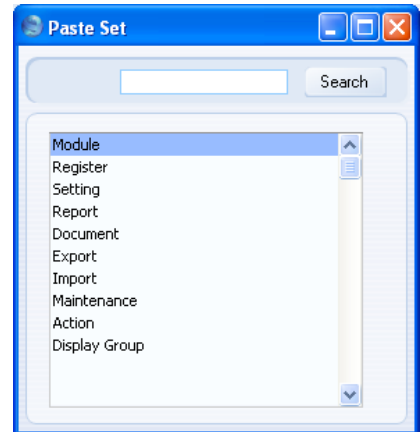 Paste Set
Search
Module
Register
Setting
Report
Document
Export
Import
Maintenance
Action
Display Group